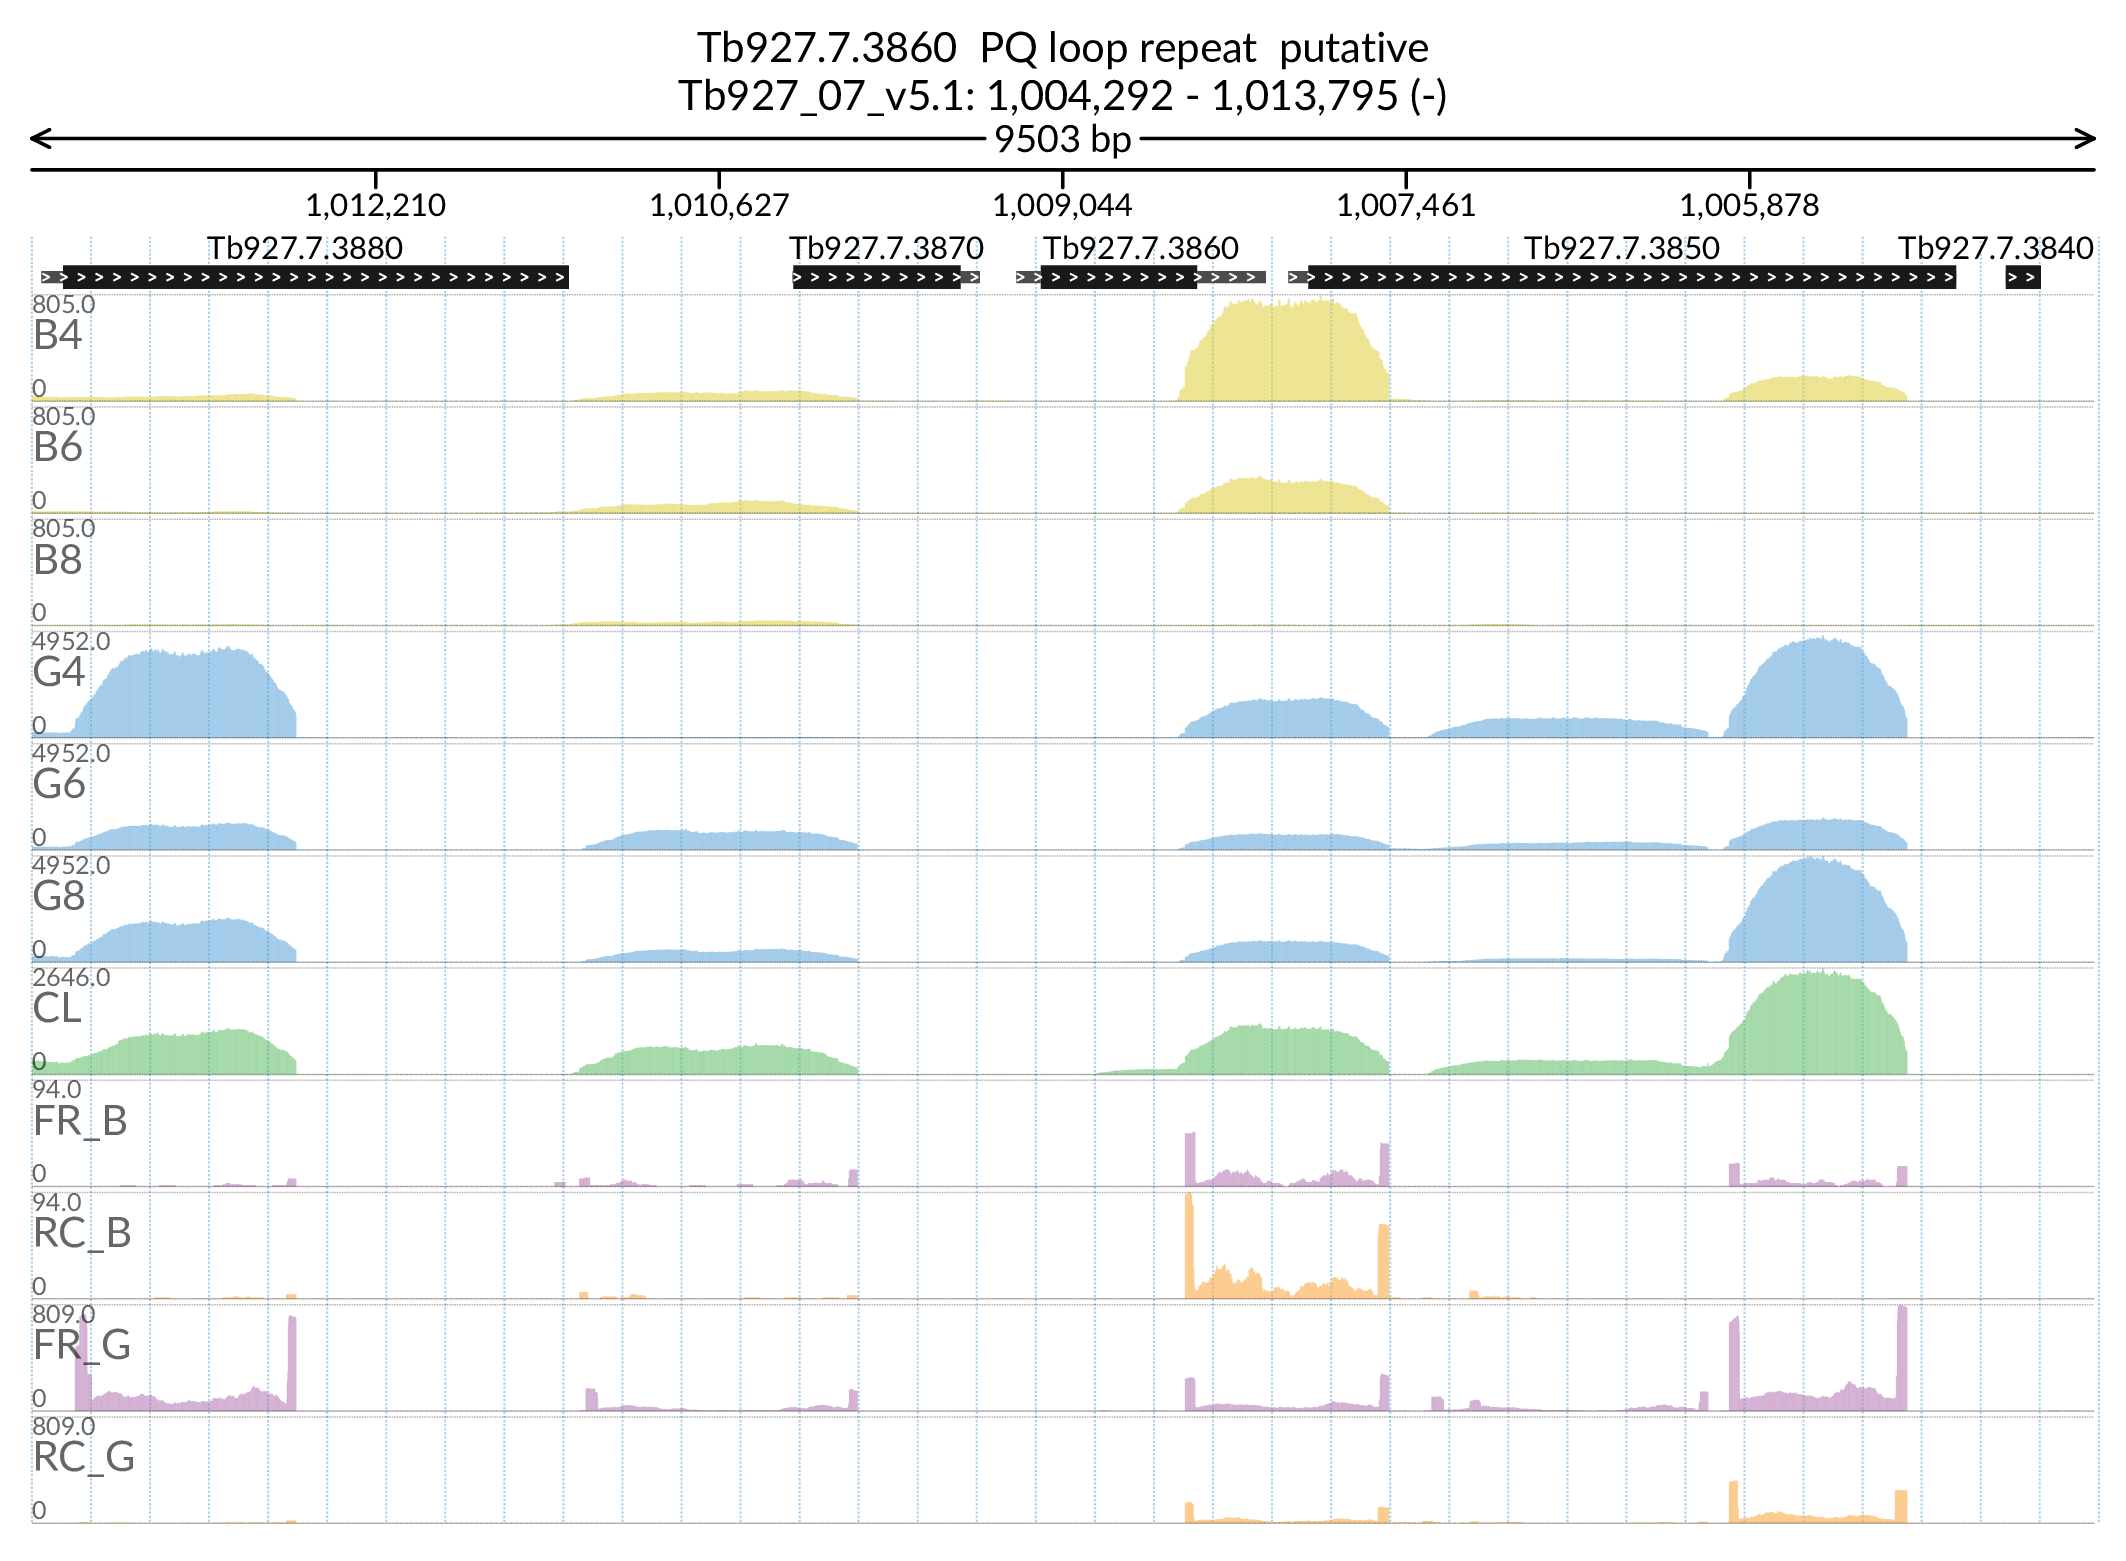 Tb927.7.3860 PQ loop repeat putative
Tb927_07_v5.1: 1,004,292 - 1,013,795 (-)
9503 bp
1,012,210 1,010,627 1,009,044 1,007,461 1,005,878
Tb927.7.3880 Tb927.7.3870 Tb927.7.3860 Tb927.7.3850 Tb927.7.3840
805.0
B4
0
805.0
B6
0
805.0
B8
0
4952.0
G4
0
4952.0
G6
0
4952.0
G8
0
2646.0
CL
0
94.0
FR_B
0
94.0
RC_B
0
809.0
FR_G
0
809.0
RC_G
0